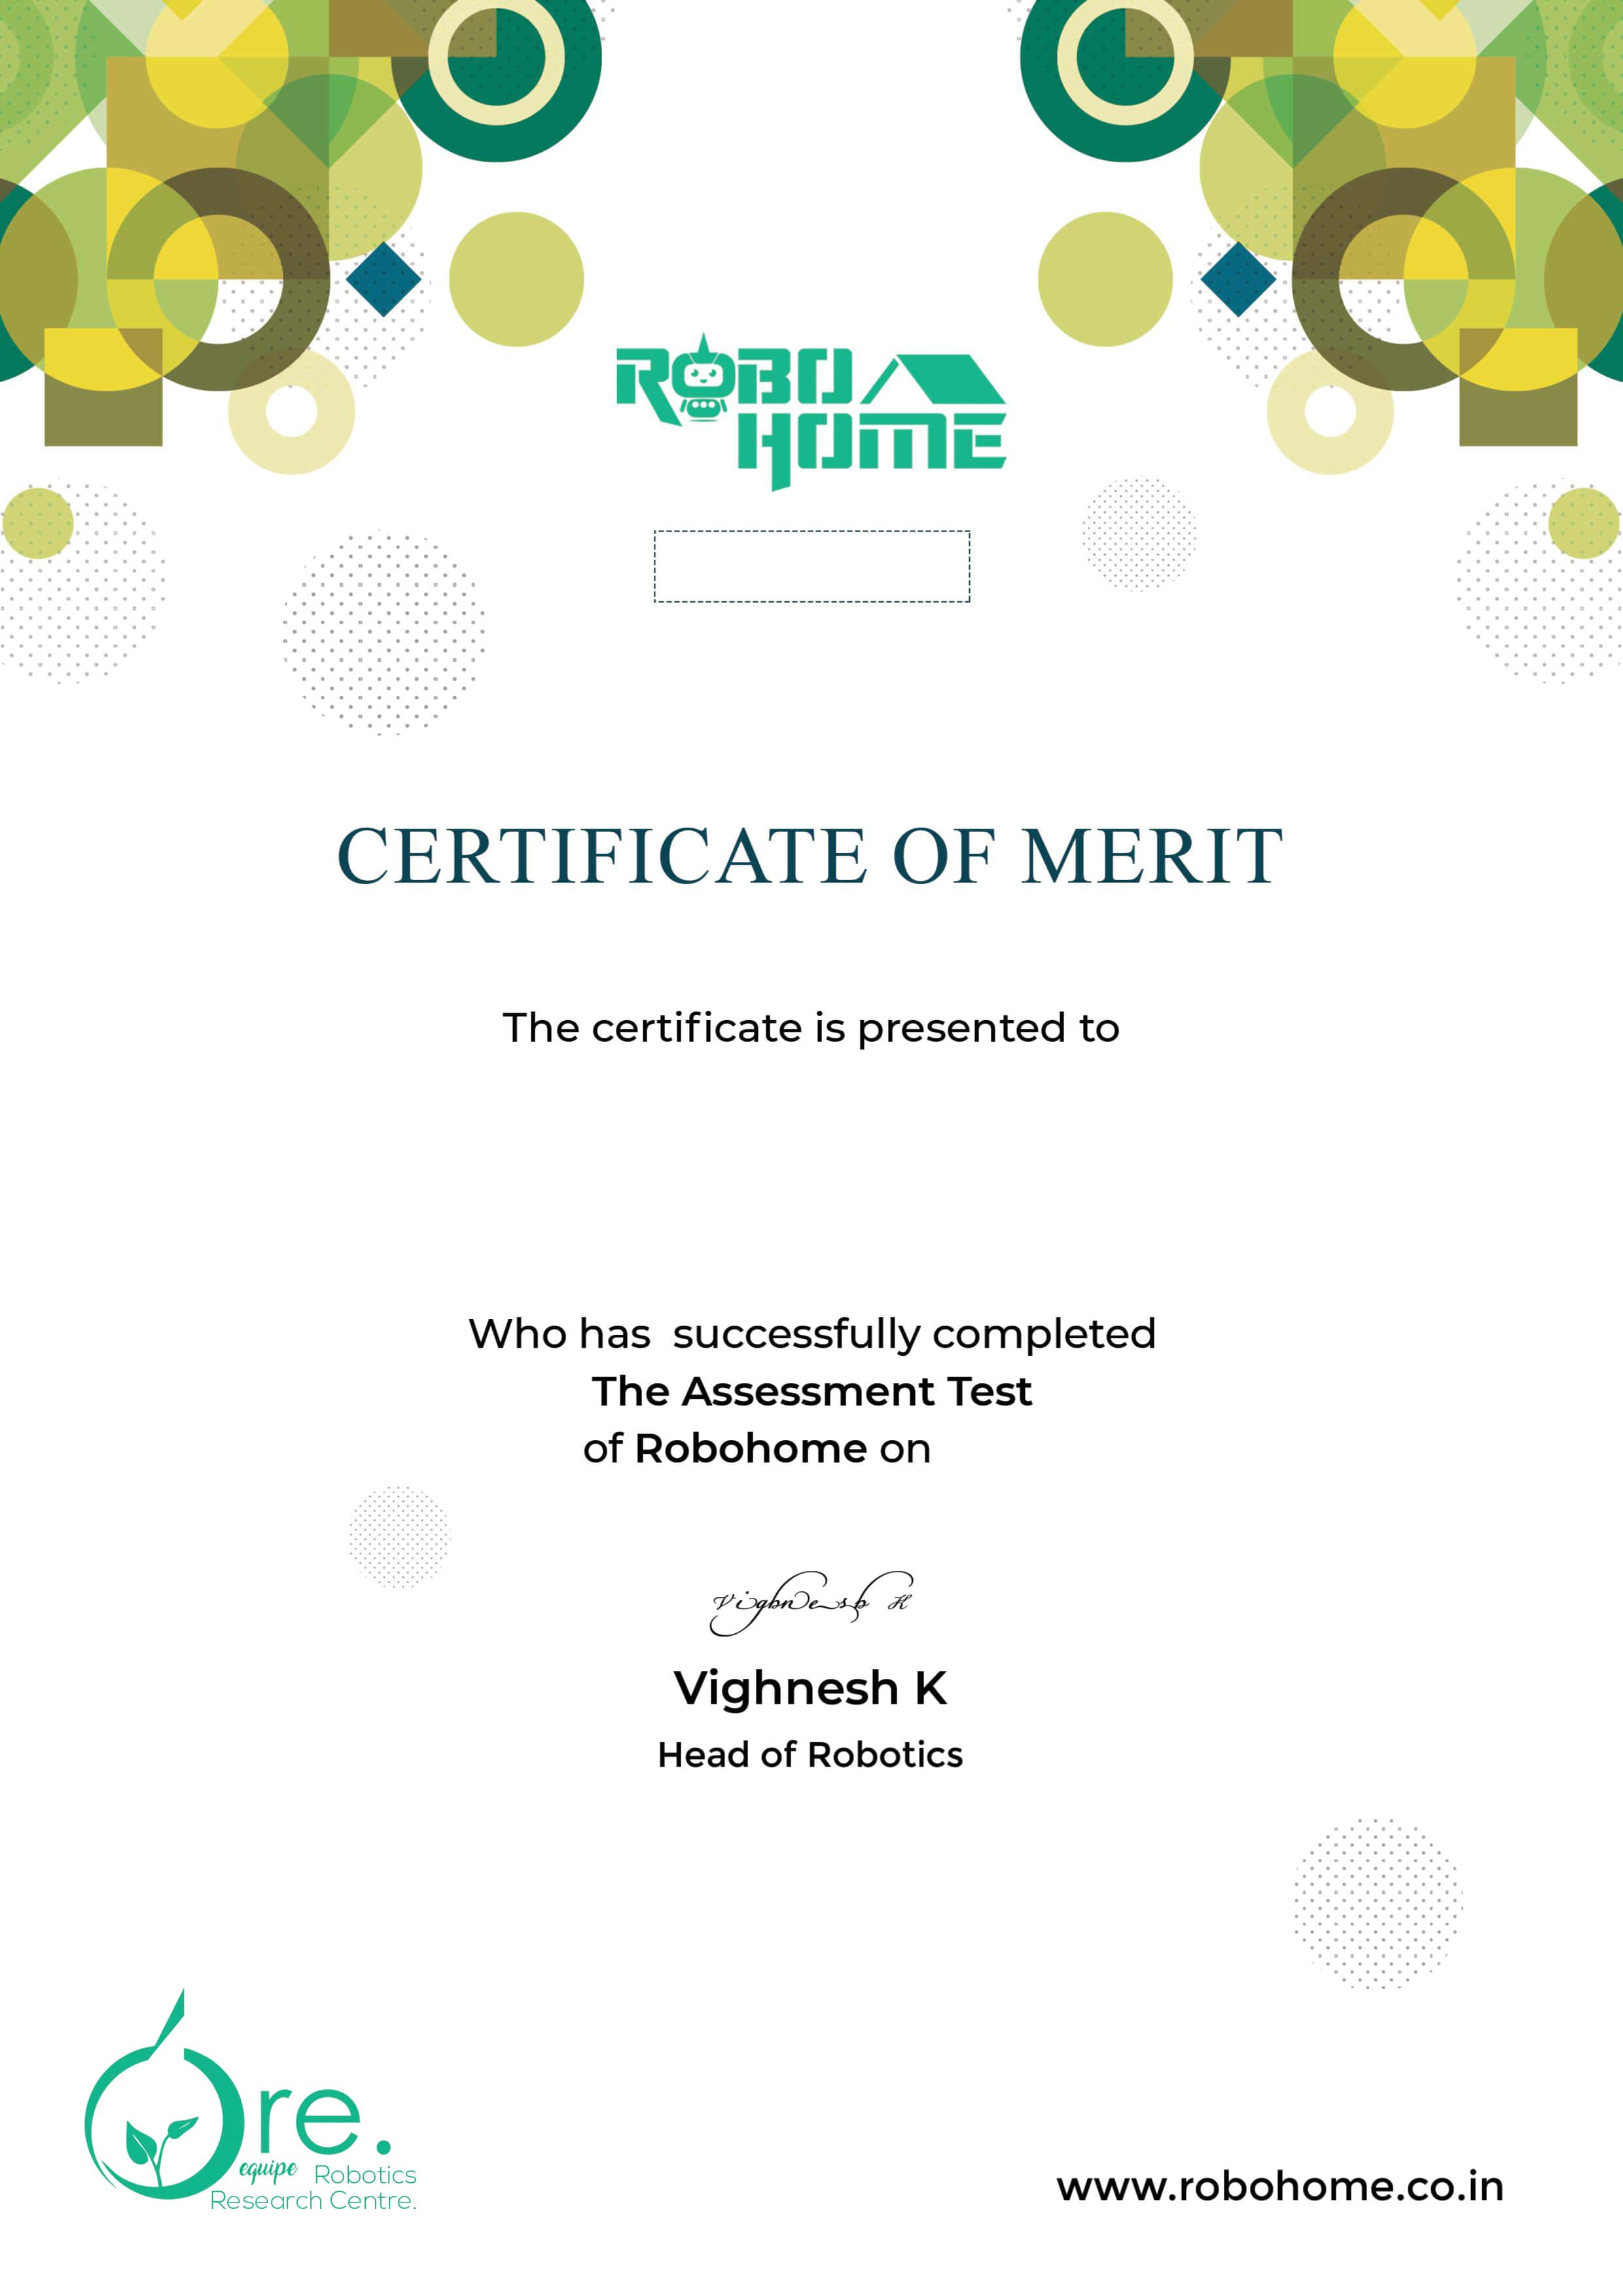 ROBO
HOME
CERTIFICATE OF MERIT
The certificate is presented to
Who has  successfully completed
The Assessment Test
of Robohome on
Vighnesh K
Vighnesh K
Head of Robotics
Ore.
equipe Robotics
Research Centre.
www.robohome.co.in